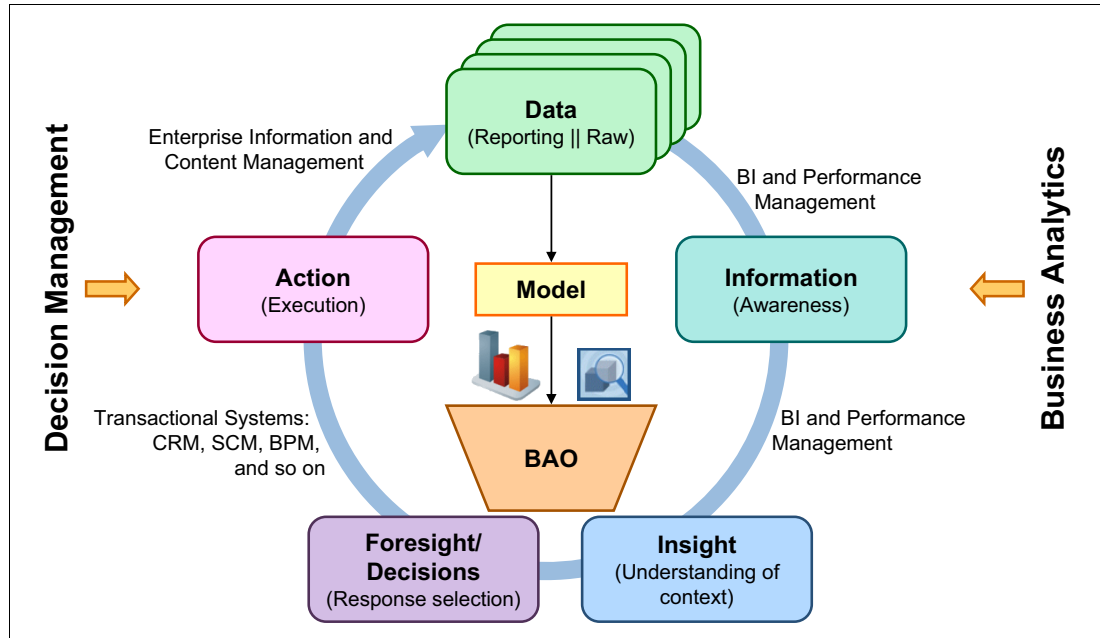 Data
(Reporting || Raw)
Enterprise Information and
Content Management
BI and Performance
Management
Decision Management
Business Analytics
Action
(Execution)
Model
Information
(Awareness)
Transactional Systems:
CRM, SCM, BPM,
and so on
BAO
BI and Performance
Management
Foresight/
Decisions
(Response selection)
Insight
(Understanding of
context)